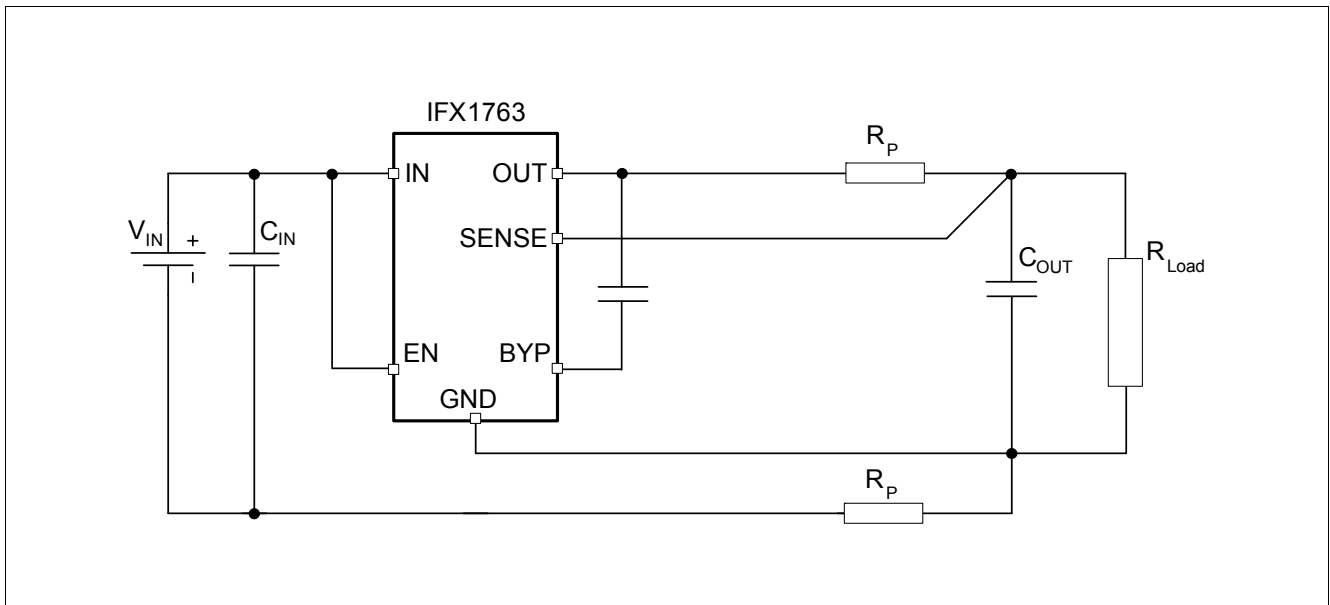 IFX1763
IN
OUT
R_P
V_IN
+
-
C_IN
SENSE
C_OUT
R_Load
EN
BYP
GND
R_P